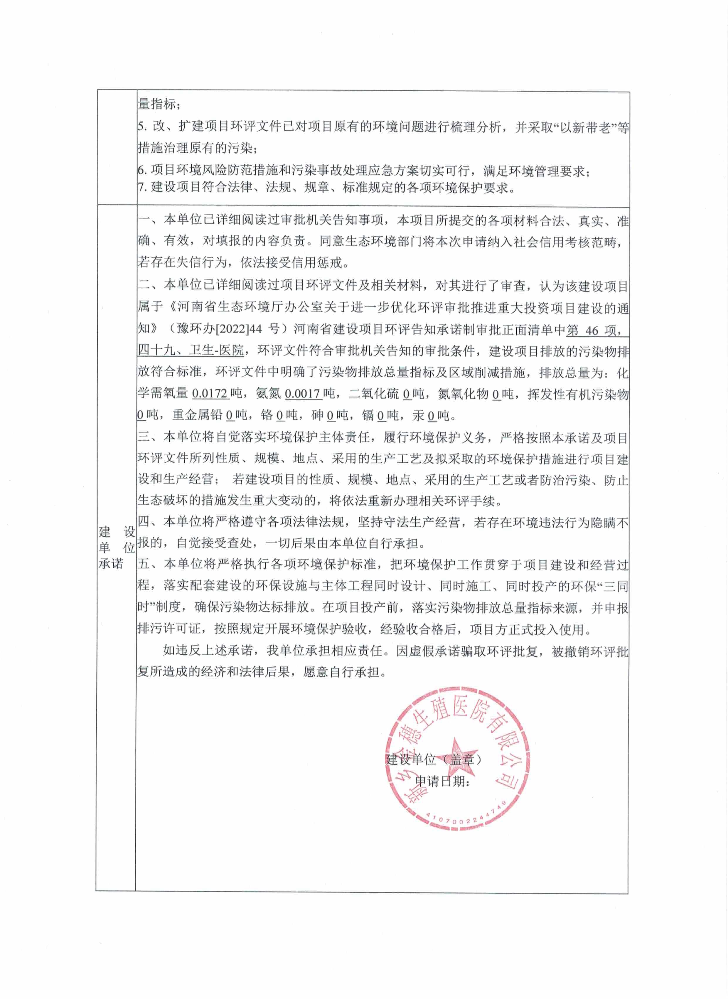 量指标；
5. 改、扩建项目环评文件已对项目原有的环境问题进行梳理分析，并采取“以新带老”等
措施治理原有的污染；
6. 项目环境风险防范措施和污染事故处理应急方案切实可行，满足环境管理要求；
7. 建设项目符合法律、法规、规章、标准规定的各项环境保护要求。
建 设
单 位
承诺
一、本单位已详细阅读过审批机关告知事项，本项目所提交的各项材料合法、真实、准
确、有效，对填报的内容负责。同意生态环境部门将本次申请纳入社会信用考核范畴，
若存在失信行为，依法接受信用惩戒。
二、本单位已详细阅读过项目环评文件及相关材料，对其进行了审查，认为该建设项目
属于《河南省生态环境厅办公室关于进一步优化环评审批推进重大投资项目建设的通
知》（豫环办[2022]44 号）河南省建设项目环评告知承诺制审批正面清单中第 46 项，
四十九、卫生-医院，环评文件符合审批机关告知的审批条件，建设项目排放的污染物排
放符合标准，环评文件中明确了污染物排放总量指标及区域削减措施，排放总量为：化
学需氧量 0.0172 吨，氨氮 0.0017 吨，二氧化硫 0 吨，氮氧化物 0 吨，挥发性有机污染物
0 吨，重金属铅 0 吨，铬 0 吨，砷 0 吨，镉 0 吨，汞 0 吨。
三、本单位将自觉落实环境保护主体责任，履行环境保护义务，严格按照本承诺及项目
环评文件所列性质、规模、地点、采用的生产工艺及拟采取的环境保护措施进行项目建
设和生产经营； 若建设项目的性质、规模、地点、采用的生产工艺或者防治污染、防止
生态破坏的措施发生重大变动的，将依法重新办理相关环评手续。
四、本单位将严格遵守各项法律法规，坚持守法生产经营，若存在环境违法行为隐瞒不
报的，自觉接受查处，一切后果由本单位自行承担。
五、本单位将严格执行各项环境保护标准，把环境保护工作贯穿于项目建设和经营过
程，落实配套建设的环保设施与主体工程同时设计、同时施工、同时投产的环保“三同
时”制度，确保污染物达标排放。在项目投产前，落实污染物排放总量指标来源，并申报
排污许可证，按照规定开展环境保护验收，经验收合格后，项目方正式投入使用。
如违反上述承诺，我单位承担相应责任。因虚假承诺骗取环评批复，被撤销环评批
复所造成的经济和法律后果，愿意自行承担。
新乡金穗生殖医院有限公司
建设单位（盖章）
申请日期：
4107002244749